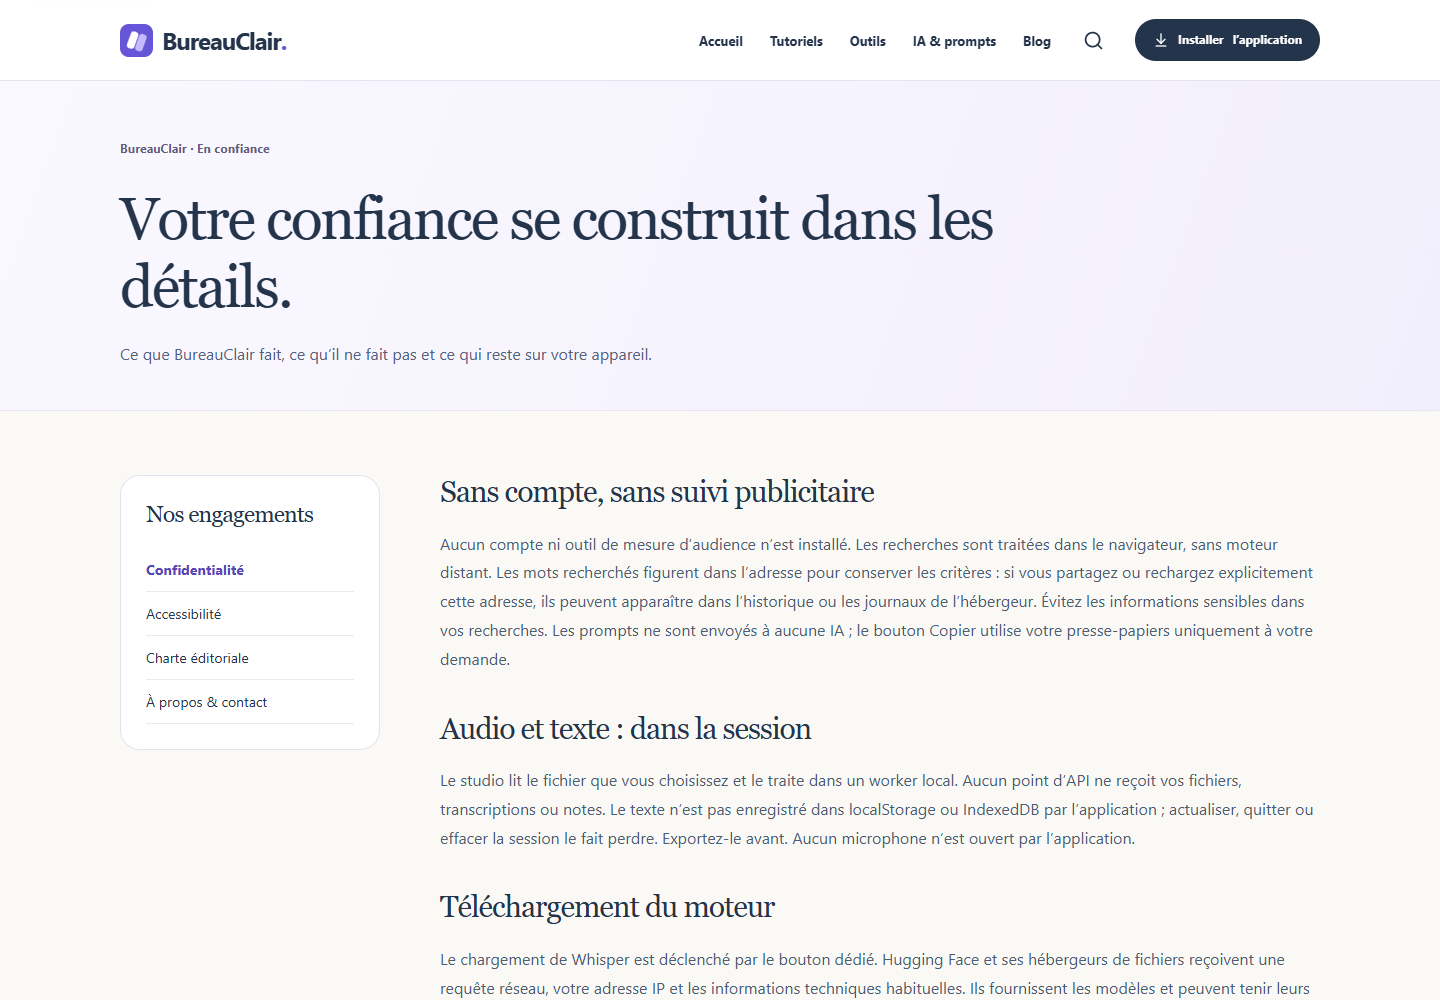 BureauClair.
Accueil
Tutoriels
Outils
IA & prompts
Blog
Installer l’application
BureauClair · En confiance
Votre confiance se construit dans les
détails.
Ce que BureauClair fait, ce qu’il ne fait pas et ce qui reste sur votre appareil.
Nos engagements
Confidentialité
Accessibilité
Charte éditoriale
À propos & contact
Sans compte, sans suivi publicitaire
Aucun compte ni outil de mesure d’audience n’est installé. Les recherches sont traitées dans le navigateur, sans moteur
distant. Les mots recherchés figurent dans l’adresse pour conserver les critères : si vous partagez ou rechargez explicitement
cette adresse, ils peuvent apparaître dans l’historique ou les journaux de l’hébergeur. Évitez les informations sensibles dans
vos recherches. Les prompts ne sont envoyés à aucune IA ; le bouton Copier utilise votre presse-papiers uniquement à votre
demande.
Audio et texte : dans la session
Le studio lit le fichier que vous choisissez et le traite dans un worker local. Aucun point d’API ne reçoit vos fichiers,
transcriptions ou notes. Le texte n’est pas enregistré dans localStorage ou IndexedDB par l’application ; actualiser, quitter ou
effacer la session le fait perdre. Exportez-le avant. Aucun microphone n’est ouvert par l’application.
Téléchargement du moteur
Le chargement de Whisper est déclenché par le bouton dédié. Hugging Face et ses hébergeurs de fichiers reçoivent une
requête réseau, votre adresse IP et les informations techniques habituelles. Ils fournissent les modèles et peuvent tenir leurs